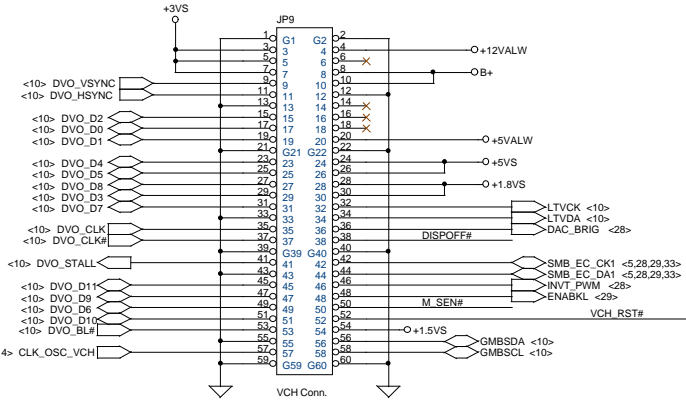 +3VS
JP9
1 G1 G2 2
3 3 4 4 +12VALW
5 5 6 6
7 7 8 8 B+
<10> DVO_VSYNC 9 9 10 10
<10> DVO_HSYNC 11 11 12 12
13 13 14 14
<10> DVO_D2 15 15 16 16
<10> DVO_D0 17 17 18 18
<10> DVO_D1 19 19 20 20 +5VALW
21 G21 G22 22
<10> DVO_D4 23 23 24 24 +5VS
<10> DVO_D5 25 25 26 26
<10> DVO_D8 27 27 28 28 +1.8VS
<10> DVO_D3 29 29 30 30
<10> DVO_D7 31 31 32 32 LTVCK <10>
33 33 34 34 LTVDA <10>
<10> DVO_CLK 35 35 36 36 DAC_BRIG <28>
<10> DVO_CLK# 37 37 38 38 DISPOFF#
39 G39 G40 40
<10> DVO_STALL 41 41 42 42 SMB_EC_CK1 <5,28,29,33>
43 43 44 44 SMB_EC_DA1 <5,28,29,33>
<10> DVO_D11 45 45 46 46 INVT_PWM <28>
<10> DVO_D9 47 47 48 48 ENABKL <29>
<10> DVO_D6 49 49 50 50 M_SEN#
<10> DVO_D10 51 51 52 52 VCH_RST#
<10> DVO_BL# 53 53 54 54 +1.5VS
55 55 56 56 GMBSDA <10>
4> CLK_OSC_VCH 57 57 58 58 GMBSCL <10>
59 G59 G60 60
VCH Conn.